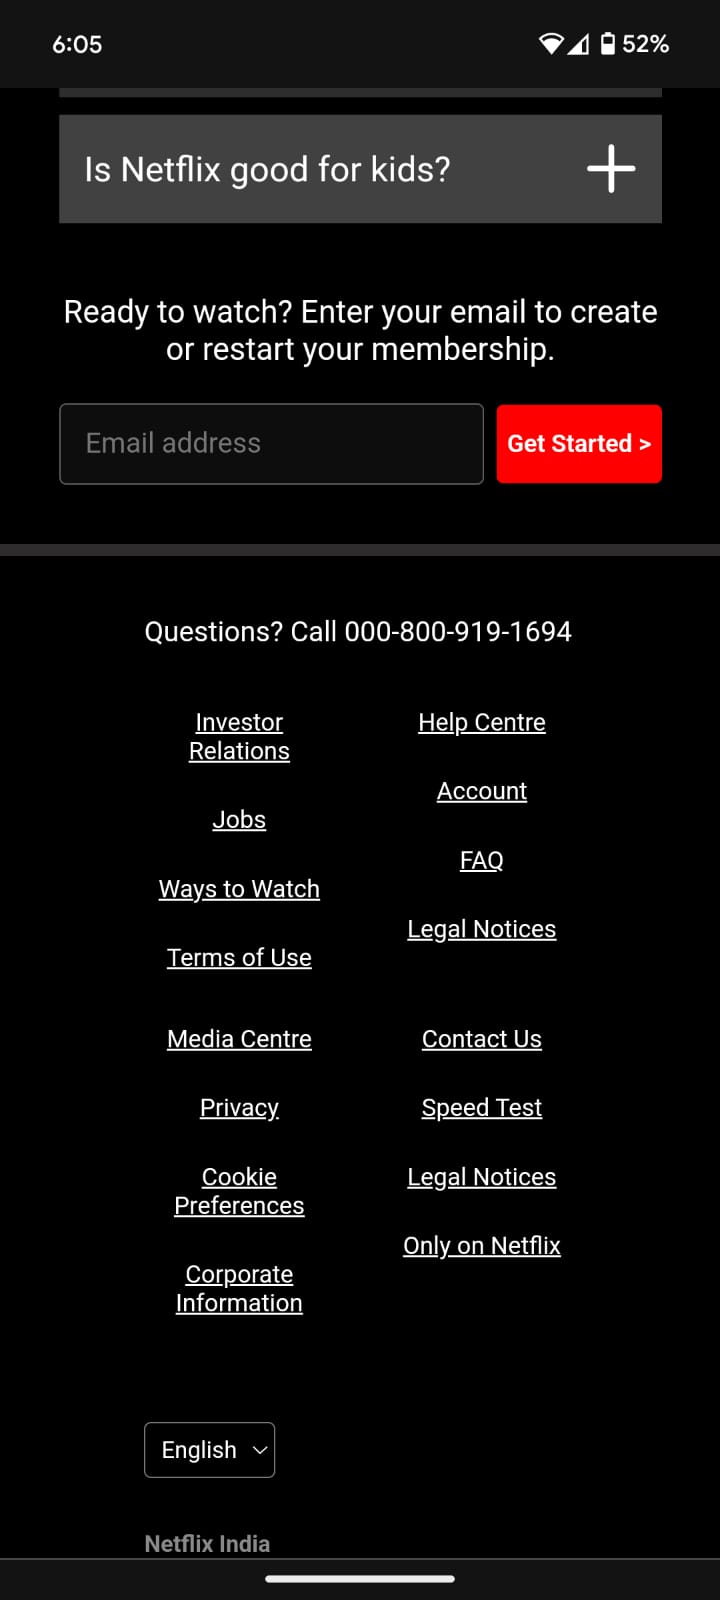 6:05
52%
Is Netflix good for kids?
Ready to watch? Enter your email to create
or restart your membership.
Email address
Get Started >
Questions? Call 000-800-919-1694
Investor
Relations
Jobs
Ways to Watch
Terms of Use
Help Centre
Account
FAQ
Legal Notices
Media Centre
Privacy
Cookie
Preferences
Corporate
Information
Contact Us
Speed Test
Legal Notices
Only on Netflix
English
Netflix India